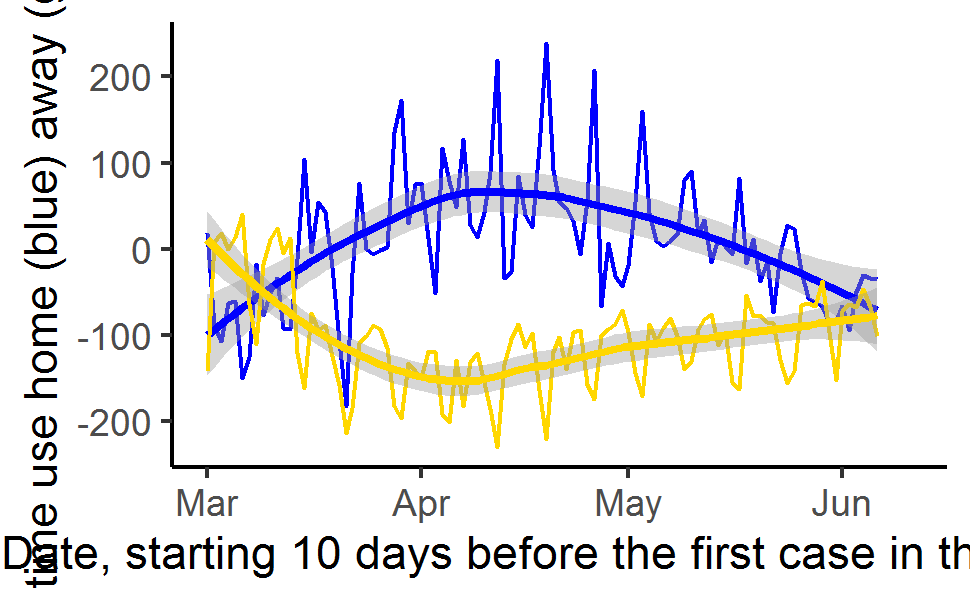 time use home (blue) away (
200
100
0
-100
-200
Mar Apr May Jun
Date, starting 10 days before the first case in th